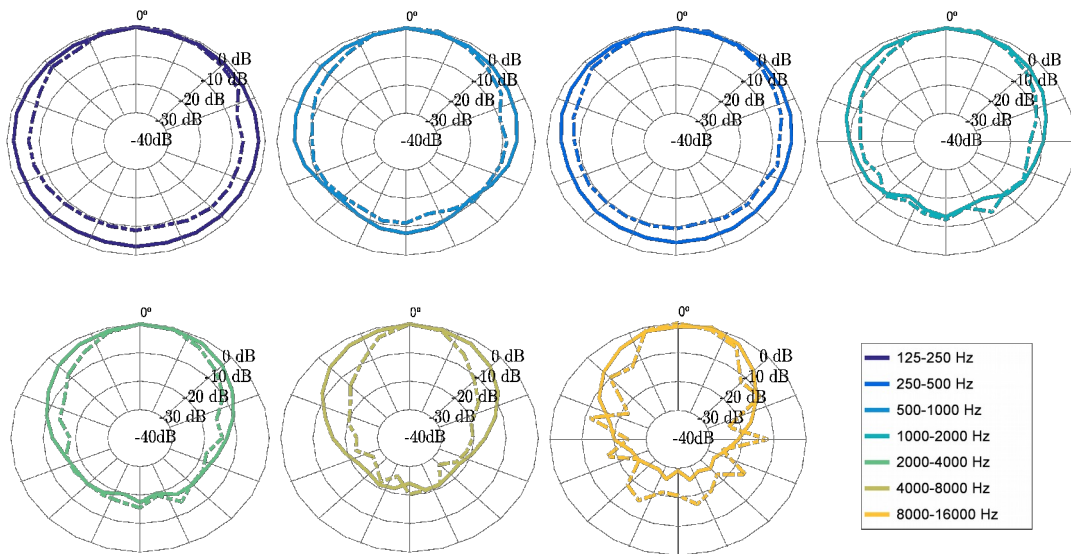 0º
0 dB
-10 dB
-20 dB
-30 dB
-40dB
0º
0 dB
-10 dB
-20 dB
-30 dB
-40dB
0º
0 dB
-10 dB
-20 dB
-30 dB
-40dB
0º
0 dB
-10 dB
-20 dB
-30 dB
-40dB
0º
0 dB
-10 dB
-20 dB
-30 dB
-40dB
0º
0 dB
-10 dB
-20 dB
-30 dB
-40dB
0º
0 dB
-10 dB
-20 dB
-30 dB
-40dB
125-250 Hz
250-500 Hz
500-1000 Hz
1000-2000 Hz
2000-4000 Hz
4000-8000 Hz
8000-16000 Hz